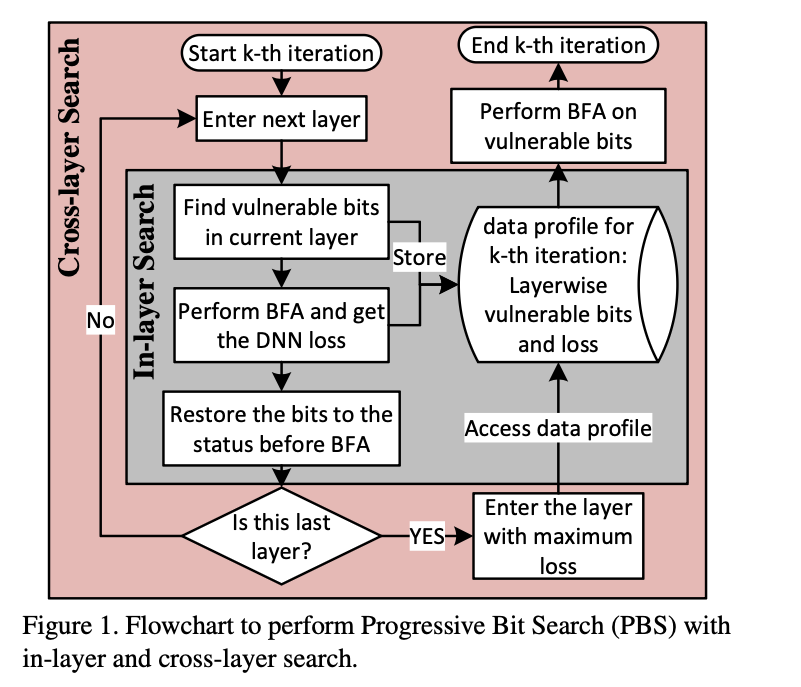 Cross-layer Search
Start k-th iteration
Enter next layer
In-layer Search
Find vulnerable bits
in current layer
Store
Perform BFA and get
the DNN loss
Restore the bits to the
status before BFA
Is this last
layer?
No
YES
Enter the layer
with maximum
loss
Access data profile
data profile for
k-th iteration:
Layerwise
vulnerable bits
and loss
Perform BFA on
vulnerable bits
End k-th iteration
Figure 1. Flowchart to perform Progressive Bit Search (PBS) with
in-layer and cross-layer search.